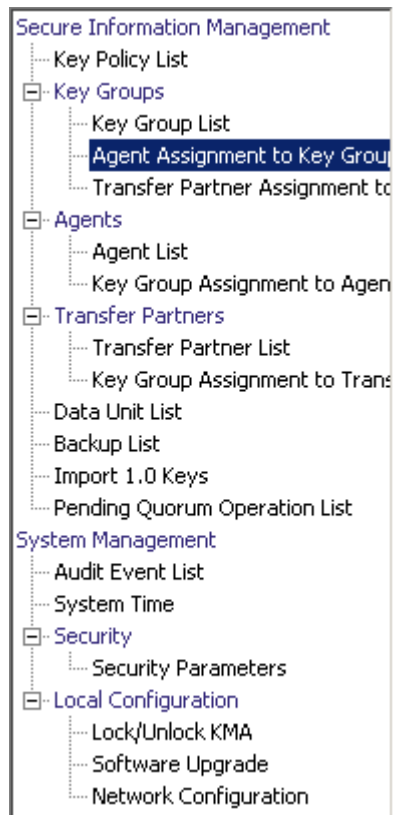 Secure Information Management
Key Policy List
Key Groups
Key Group List
Agent Assignment to Key Grou
Transfer Partner Assignment to
Agents
Agent List
Key Group Assignment to Agen
Transfer Partners
Transfer Partner List
Key Group Assignment to Trans
Data Unit List
Backup List
Import 1.0 Keys
Pending Quorum Operation List
System Management
Audit Event List
System Time
Security
Security Parameters
Local Configuration
Lock/Unlock KMA
Software Upgrade
Network Configuration